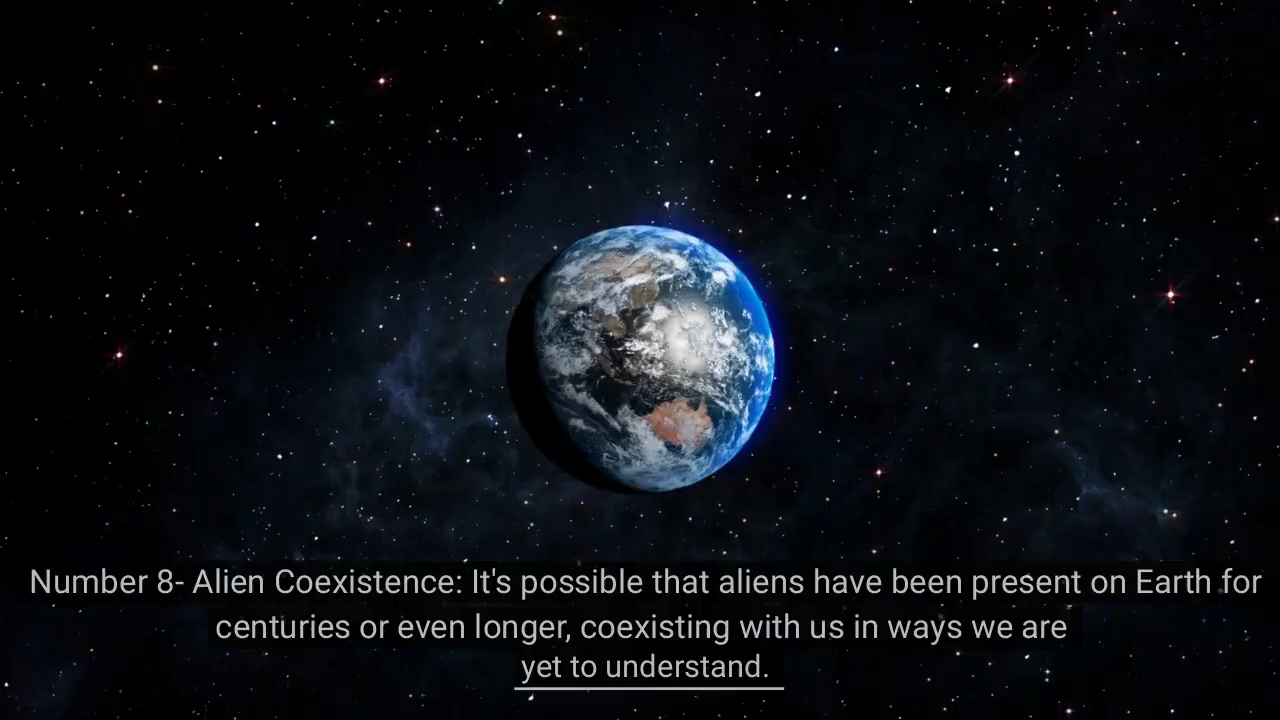 Number 8- Alien Coexistence: It's possible that aliens have been present on Earth for
centuries or even longer, coexisting with us in ways we are
yet to understand.